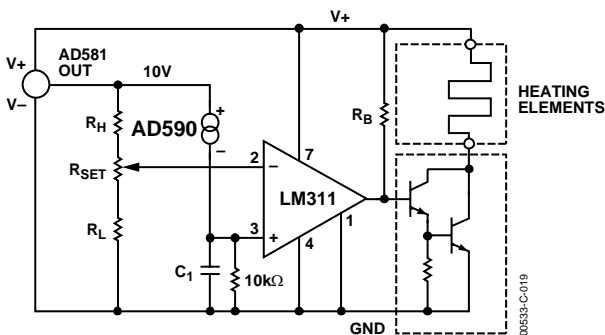 V+
AD581
OUT
V+
V–
10V
RH
AD590
+
–
RSET
RL
2
–
7
LM311
3
+
4
1
C1
10kΩ
RB
HEATING
ELEMENTS
GND
00533-C-019